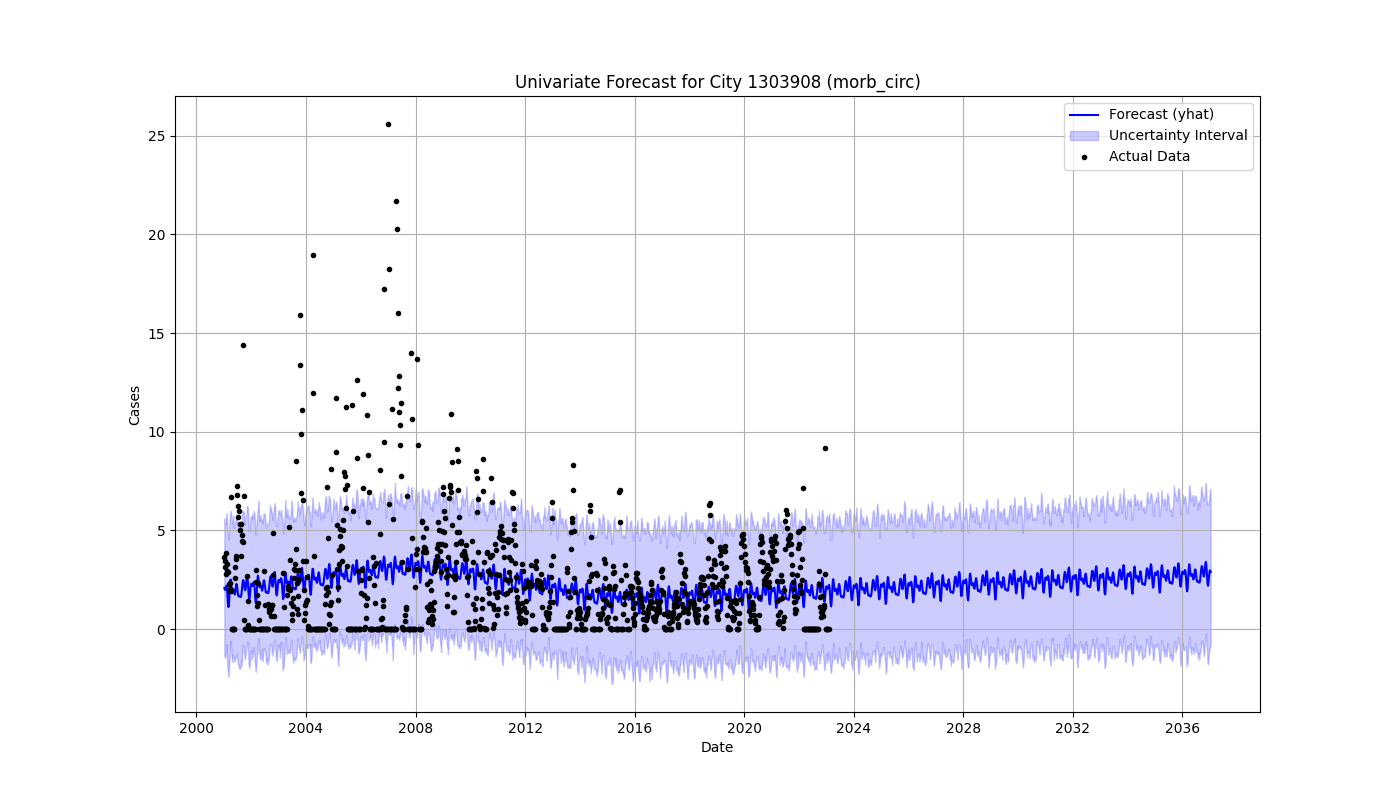 Univariate Forecast for City 1303908 (morb_circ)
Forecast (yhat)
Uncertainty Interval
Actual Data
25
20
15
10
5
0
Cases
2000 2004 2008 2012 2016 2020 2024 2028 2032 2036
Date